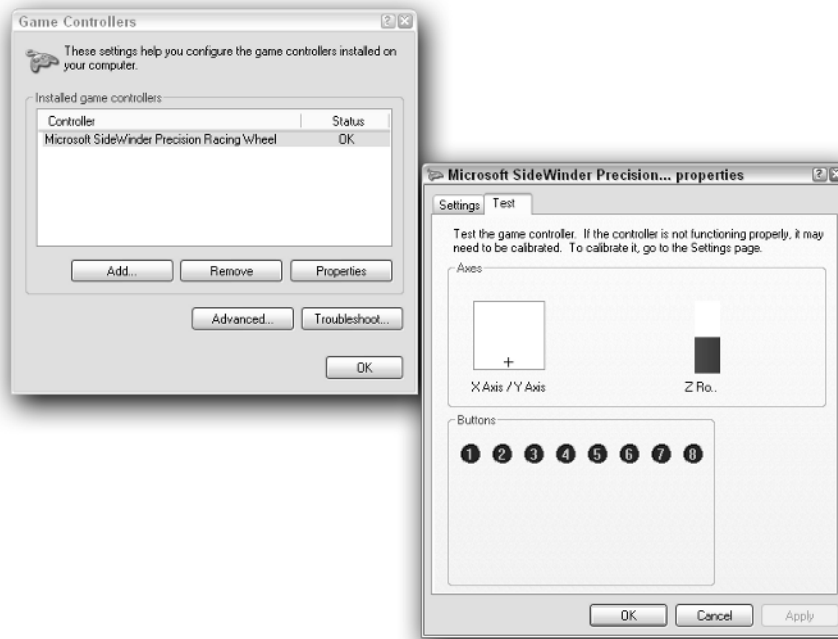 Game Controllers
These settings help you configure the game controllers installed on
your computer.
Installed game controllers
Controller Status
Microsoft SideWinder Precision Racing Wheel OK
Add... Remove Properties
Advanced... Troubleshoot...
OK
Microsoft SideWinder Precision... properties
Settings Test
Test the game controller. If the controller is not functioning properly, it may
need to be calibrated. To calibrate it, go to the Settings page.
Axes
X Axis / Y Axis Z Ro..
Buttons
1 2 3 4 5 6 7 8
OK Cancel Apply